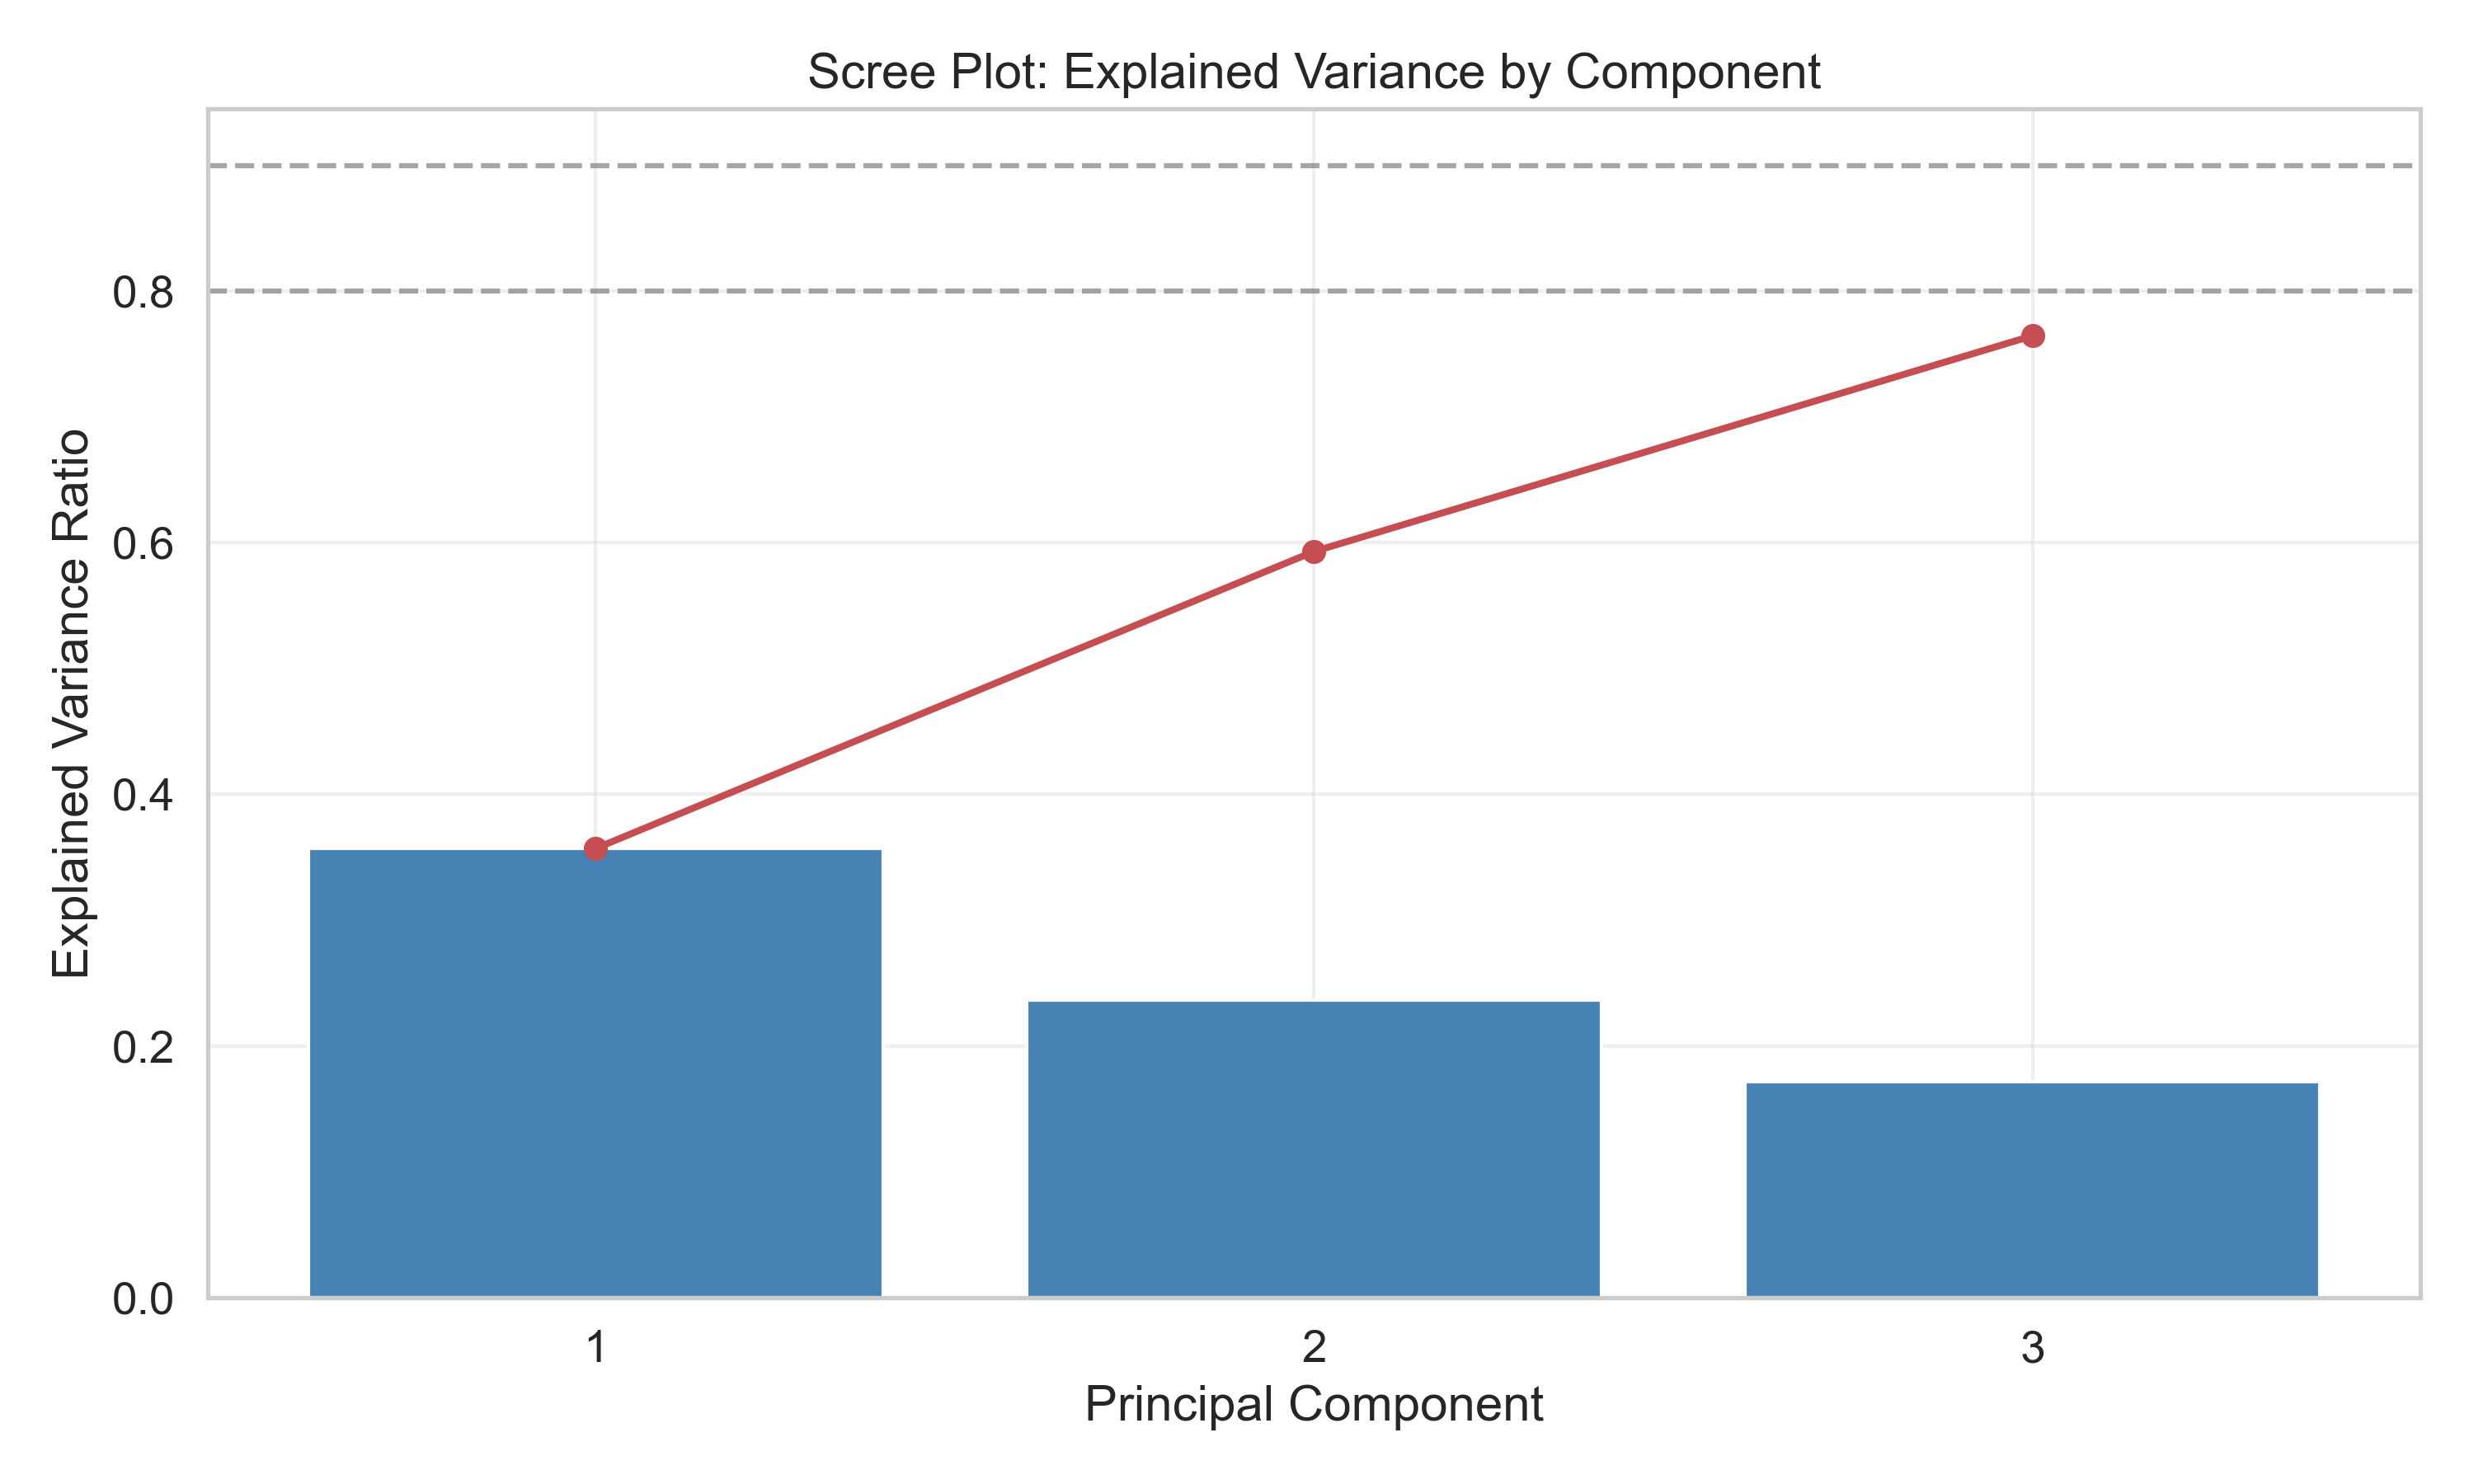 Scree Plot: Explained Variance by Component
Explained Variance Ratio
0.8
0.6
0.4
0.2
0.0
1
2
3
Principal Component